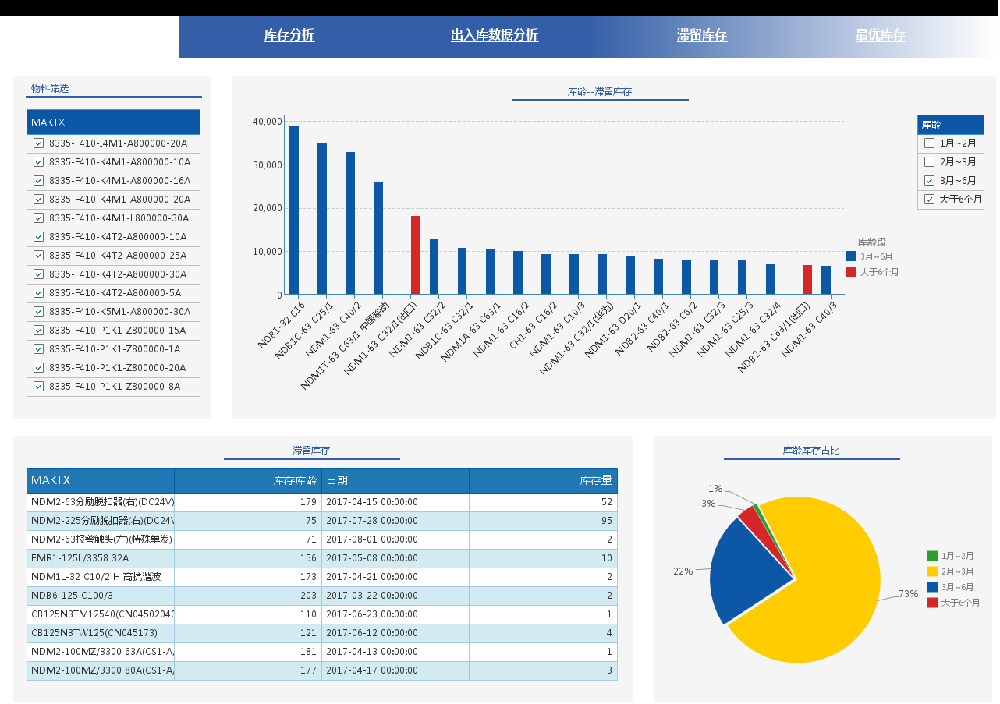 库存分析 出入库数据分析 滞留库存 最优库存
物料筛选
MAKTX
8335-F410-I4M1-A800000-20A
8335-F410-K4M1-A800000-10A
8335-F410-K4M1-A800000-16A
8335-F410-K4M1-A800000-20A
8335-F410-K4M1-L800000-30A
8335-F410-K4T2-A800000-10A
8335-F410-K4T2-A800000-25A
8335-F410-K4T2-A800000-30A
8335-F410-K4T2-A800000-5A
8335-F410-K5M1-A800000-30A
8335-F410-P1K1-Z800000-15A
8335-F410-P1K1-Z800000-1A
8335-F410-P1K1-Z800000-20A
8335-F410-P1K1-Z800000-8A
库龄--滞留库存
40,000
30,000
20,000
10,000
0
NDB1-32 C16
NDB1C-63 C25/1
NDM1-63 C40/2
NDM1T-63 C63/1 中国移动
NDM1-63 C32/1(出口)
NDM1-63 C32/2
NDB1C-63 C32/1
NDM1A-63 C63/1
NDM1-63 C16/2
CH1-63 C16/2
NDM1-63 C10/3
NDM1-63 C32/1(华为)
NDM1-63 D20/1
NDB2-63 C40/1
NDB2-63 C6/2
NDM1-63 C32/3
NDM1-63 C25/3
NDM1-63 C32/4
NDB2-63 C63/1(出口)
NDM1-63 C40/3
库龄段
3月~6月
大于6个月
库龄
1月~2月
2月~3月
3月~6月
大于6个月
滞留库存
MAKTX 库存库龄 日期 库存量
NDM2-63分励脱扣器(右)(DC24V) 179 2017-04-15 00:00:00 52
NDM2-225分励脱扣器(右)(DC24V 75 2017-07-28 00:00:00 95
NDM2-63报警触头(左)(特殊单发) 71 2017-08-01 00:00:00 2
EMR1-125L/3358 32A 156 2017-05-08 00:00:00 10
NDM1L-32 C10/2 H 高抗谐波 173 2017-04-21 00:00:00 2
NDB6-125 C100/3 203 2017-03-22 00:00:00 2
CB125N3TM12540(CN04502040 110 2017-06-23 00:00:00 1
CB125N3TW125(CN045173) 121 2017-06-12 00:00:00 4
NDM2-100MZ/3300 63A(CS1-A/ 181 2017-04-13 00:00:00 1
NDM2-100MZ/3300 80A(CS1-A/ 177 2017-04-17 00:00:00 3
库龄库存占比
1%
3%
22%
73%
1月~2月
2月~3月
3月~6月
大于6个月